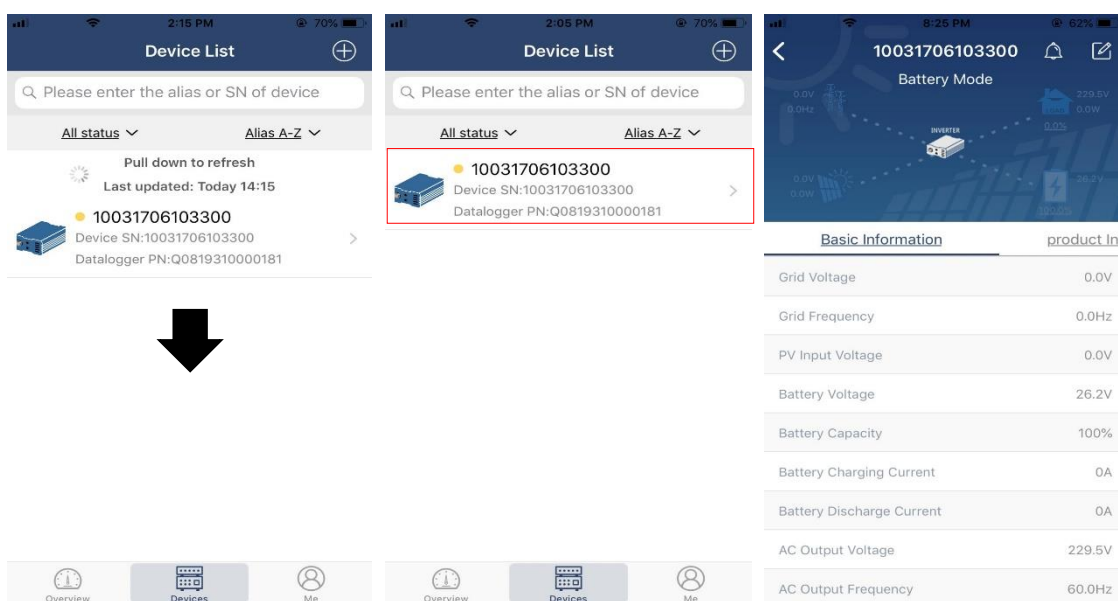 2:15 PM
70%
Device List
Please enter the alias or SN of device
All status
Alias A-Z
Pull down to refresh
Last updated: Today 14:15
10031706103300
Device SN:10031706103300
Datalogger PN:Q0819310000181
Overview
Devices
Me
2:05 PM
70%
Device List
Please enter the alias or SN of device
All status
Alias A-Z
10031706103300
Device SN:10031706103300
Datalogger PN:Q0819310000181
Overview
Devices
Me
8:25 PM
62%
10031706103300
Battery Mode
0.0V
0.0Hz
229.5V
0.0W
0.0%
INVERTER
0.0V
0.0W
26.2V
100.0%
Basic Information
product In
Grid Voltage 0.0V
Grid Frequency 0.0Hz
PV Input Voltage 0.0V
Battery Voltage 26.2V
Battery Capacity 100%
Battery Charging Current 0A
Battery Discharge Current 0A
AC Output Voltage 229.5V
AC Output Frequency 60.0Hz